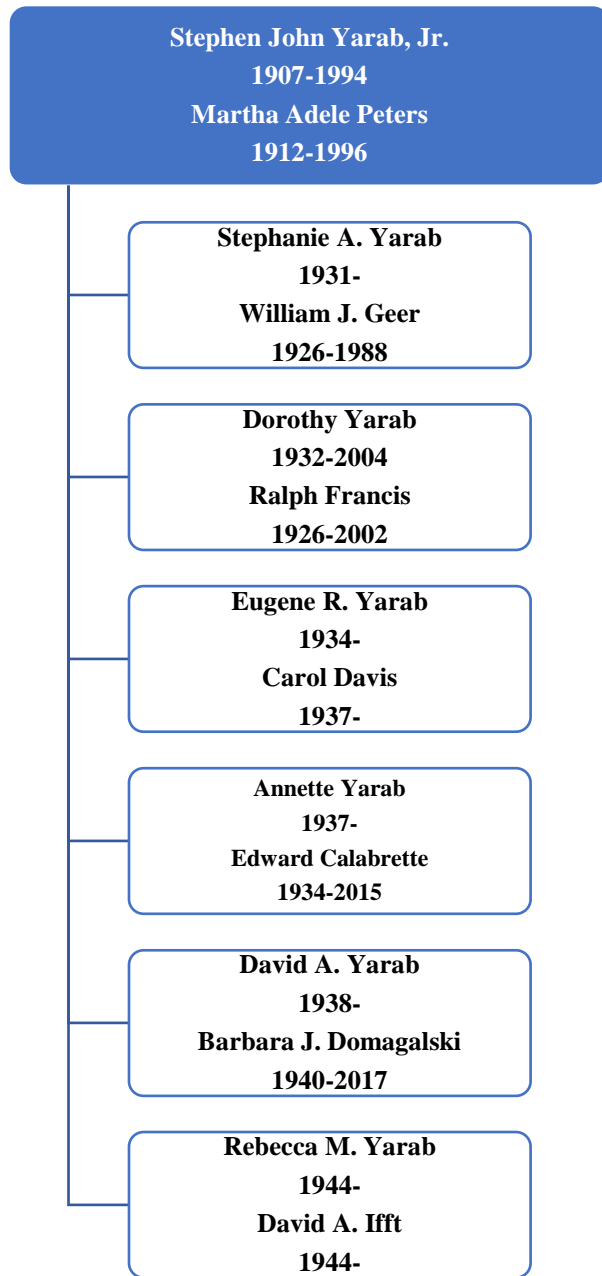 Stephen John Yarab, Jr.
1907-1994
Martha Adele Peters
1912-1996
Stephanie A. Yarab
1931-
William J. Geer
1926-1988
Dorothy Yarab
1932-2004
Ralph Francis
1926-2002
Eugene R. Yarab
1934-
Carol Davis
1937-
Annette Yarab
1937-
Edward Calabrette
1934-2015
David A. Yarab
1938-
Barbara J. Domagalski
1940-2017
Rebecca M. Yarab
1944-
David A. Ifft
1944-